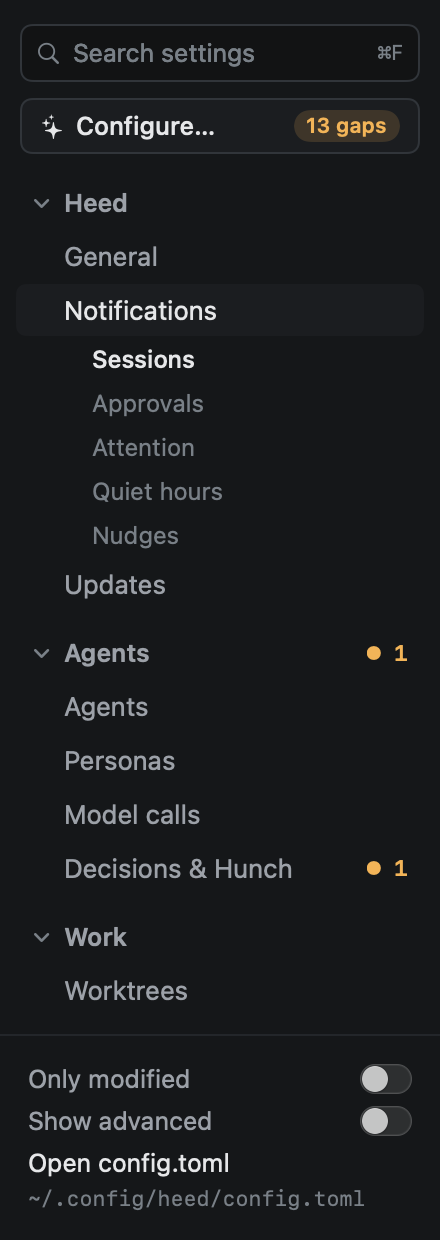 Search settings ⌘F
Configure... 13 gaps
Heed
General
Notifications
Sessions
Approvals
Attention
Quiet hours
Nudges
Updates
Agents 1
Agents
Personas
Model calls
Decisions & Hunch 1
Work
Worktrees
Only modified
Show advanced
Open config.toml
~/.config/heed/config.toml